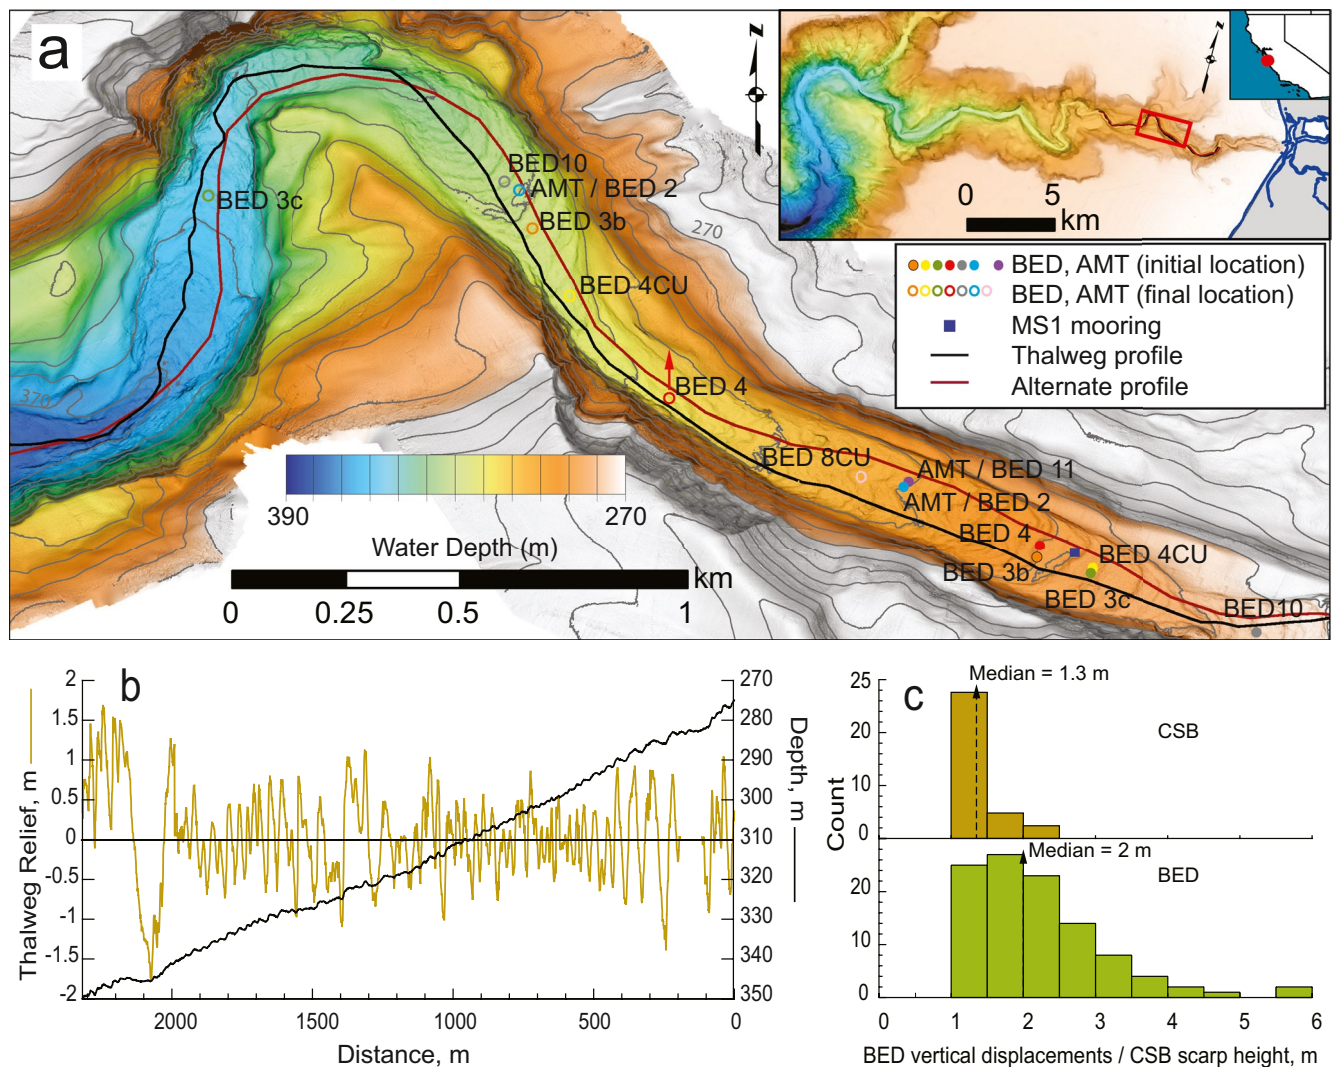 a
N
N
0 5
km
BED, AMT (initial location)
BED, AMT (final location)
MS1 mooring
Thalweg profile
Alternate profile
270
370
BED10
AMT / BED 2
BED 3b
BED 3c
BED 4CU
BED 4
BED 8CU
AMT / BED 11
AMT / BED 2
BED 4
BED 4CU
BED 3b
BED 3c
BED10
390 270
Water Depth (m)
km
0 0.25 0.5 1
b
2
1.5
1
0.5
0
-0.5
-1
-1.5
-2
Thalweg Relief, m
270
280
290
300
310
320
330
340
350
Depth, m
2000 1500 1000 500 0
Distance, m
c
Median = 1.3 m
CSB
25
20
10
0
Count
Median = 2 m
BED
20
10
0
0 1 2 3 4 5 6
BED vertical displacements / CSB scarp height, m